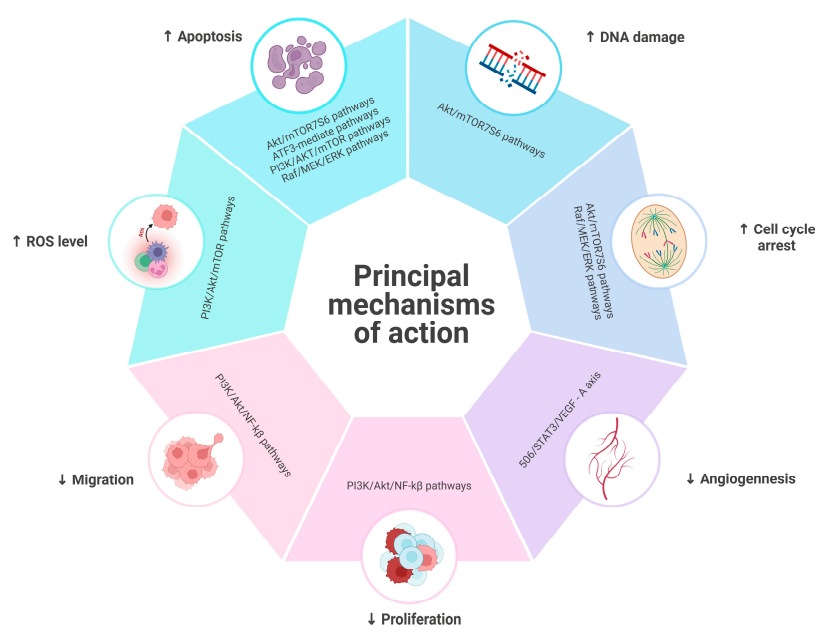 ↑ Apoptosis
Akt/mTOR7S6 pathways
ATF3-mediate pathways
PI3K/AKT/mTOR pathways
Raf/MEK/ERK pathways
↑ DNA damage
Akt/mTOR7S6 pathways
↑ Cell cycle
arrest
Akt/mTOR7S6 pathways
Raf/MEK/ERK pathways
↑ ROS level
ROS
PI3K/Akt/mTOR pathways
Principal
mechanisms
of action
↓ Migration
PI3K/Akt/NF-kβ pathways
↓ Angiogennesis
506/STAT3/VEGF - A axis
PI3K/Akt/NF-kβ pathways
↓ Proliferation